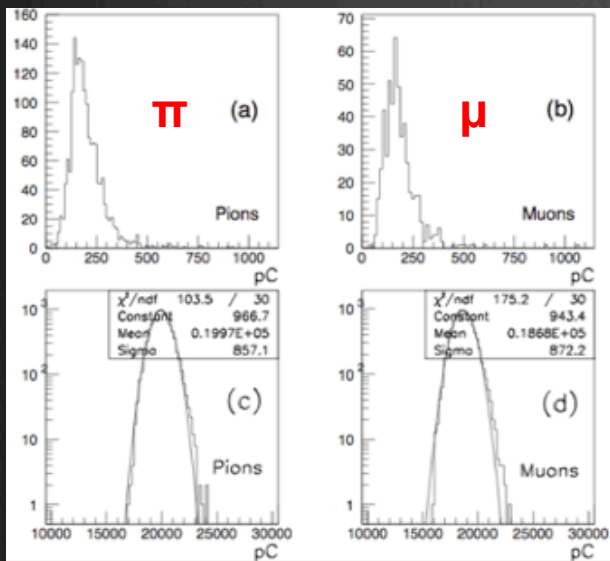 160
140
120
100
80
60
40
20
0
π
(a)
Pions
0 250 500 750 1000
pC
70
60
50
40
30
20
10
0
μ
(b)
Muons
0 250 500 750 1000
pC
10³
10²
10
1
χ²/ndf 103.5 / 30
Constant 966.7
Mean 0.1997E+05
Sigma 857.1
(c)
Pions
10000 15000 20000 25000 30000
pC
10³
10²
10
1
χ²/ndf 175.2 / 30
Constant 943.4
Mean 0.1868E+05
Sigma 872.2
(d)
Muons
10000 15000 20000 25000 30000
pC